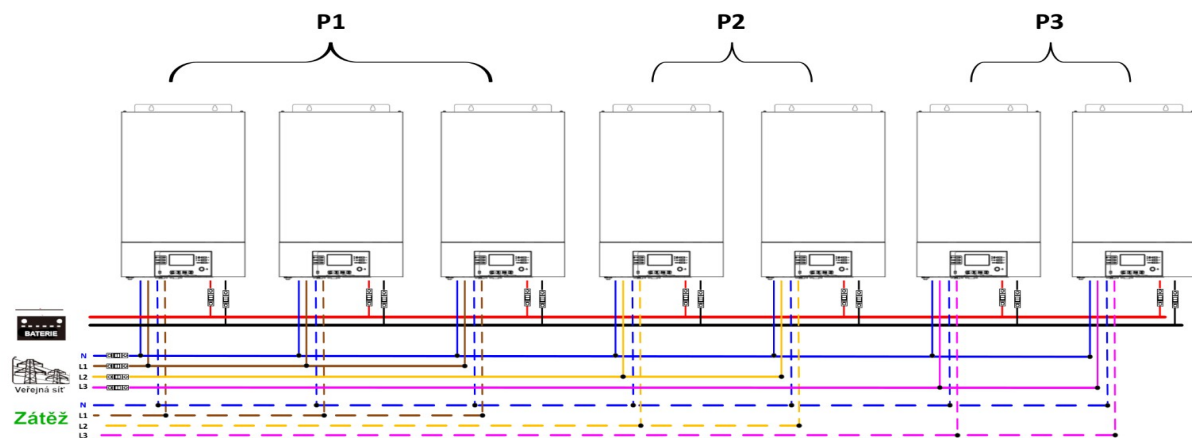 P1
P2
P3
BATERIE
N
L1
L2
L3
Veřejná síť
N
L1
L2
L3
Zátěž